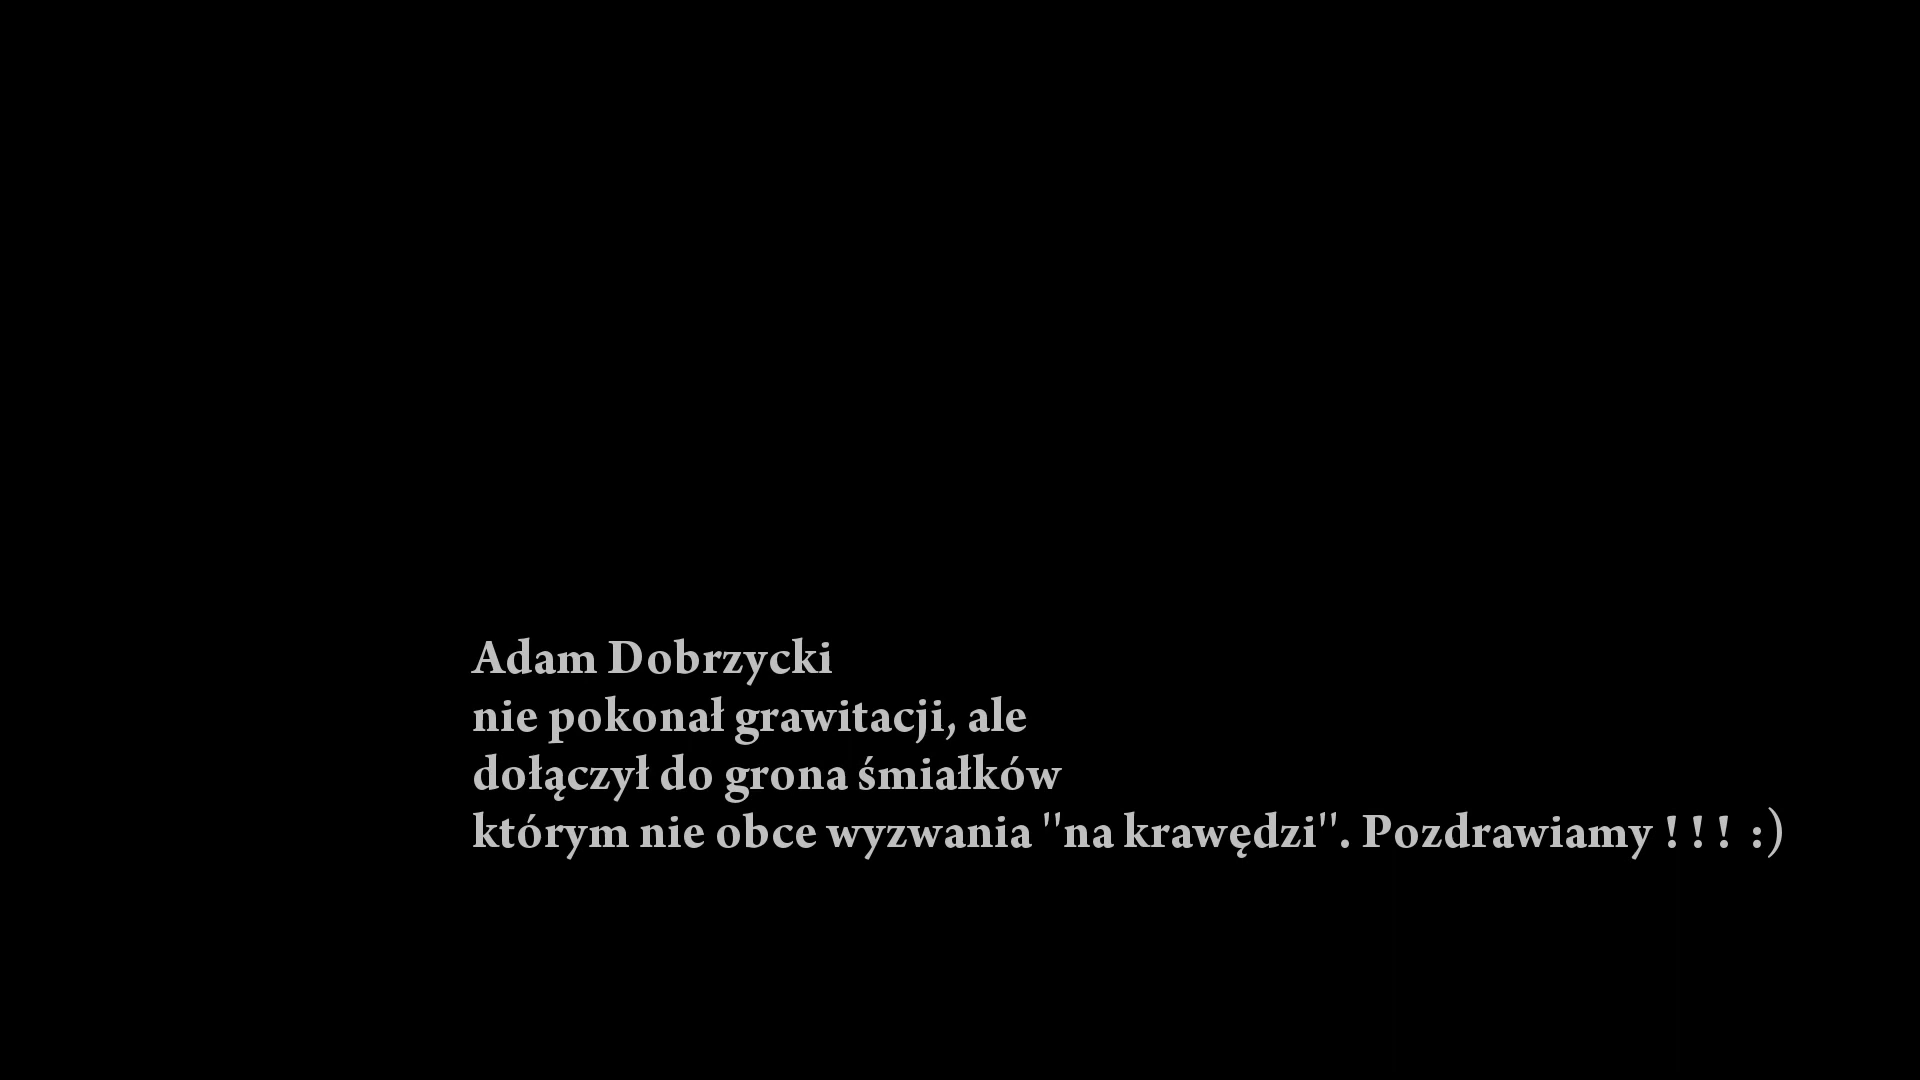 Adam Dobrzycki
nie pokonał grawitacji, ale
dołączył do grona śmiałków
którym nie obce wyzwania "na krawędzi". Pozdrawiamy ! ! !  :)